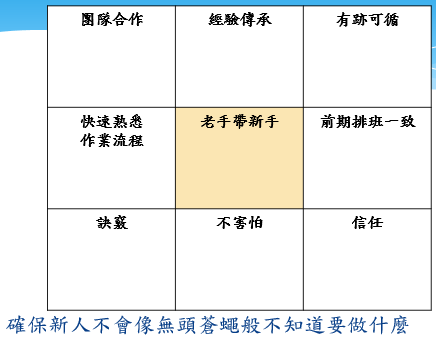 團隊合作
經驗傳承
有跡可循
快速熟悉
作業流程
老手帶新手
前期排班一致
訣竅
不害怕
信任
確保新人不會像無頭蒼蠅般不知道要做什麼